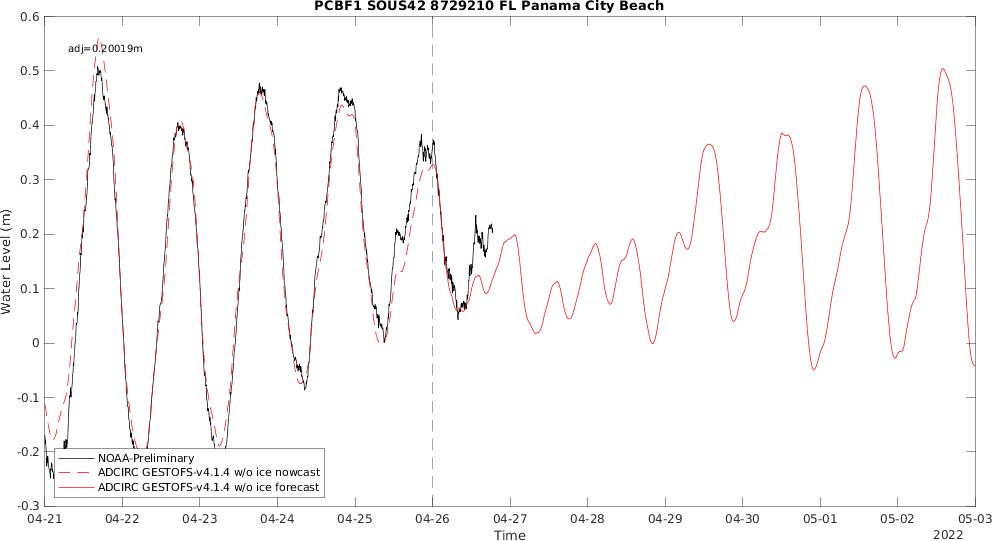 PCBF1 SOUS42 8729210 FL Panama City Beach
adj=0.20019m
0.6
0.5
0.4
0.3
0.2
0.1
0
-0.1
-0.2
-0.3
Water Level (m)
NOAA-Preliminary
ADCIRC GESTOFS-v4.1.4 w/o ice nowcast
ADCIRC GESTOFS-v4.1.4 w/o ice forecast
04-21 04-22 04-23 04-24 04-25 04-26 04-27 04-28 04-29 04-30 05-01 05-02 05-03
Time
2022